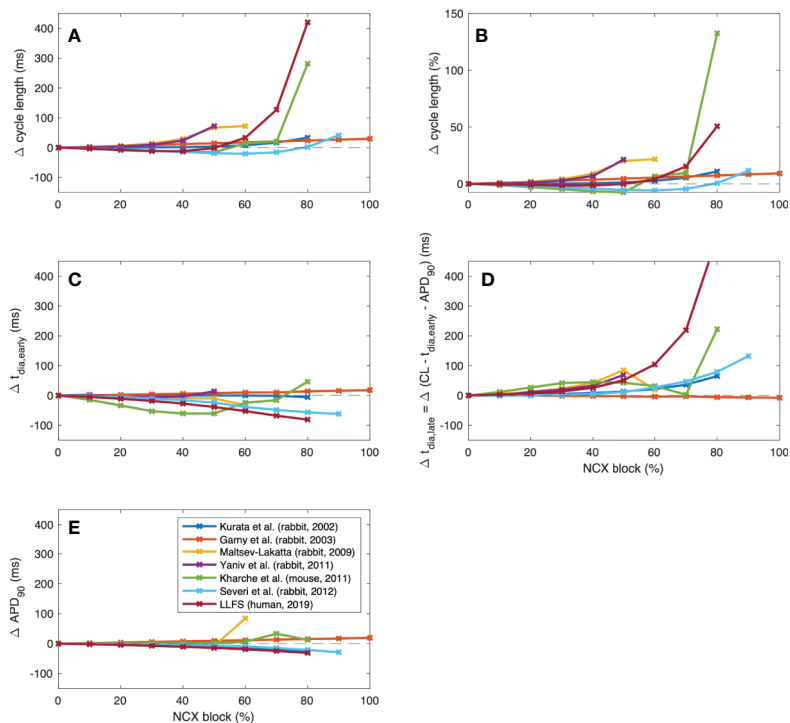 A
Δ cycle length (ms)
400
300
200
100
0
-100
0 20 40 60 80 100
B
Δ cycle length (%)
150
100
50
0
0 20 40 60 80 100
C
Δ t_dia,early (ms)
400
300
200
100
0
-100
0 20 40 60 80 100
D
Δ t_dia,late = Δ (CL - t_dia,early - APD_90) (ms)
400
300
200
100
0
-100
0 20 40 60 80 100
NCX block (%)
E
Δ APD_90 (ms)
400
300
200
100
0
-100
0 20 40 60 80 100
NCX block (%)
Kurata et al. (rabbit, 2002)
Garny et al. (rabbit. 2003)
Maltsev-Lakatta (rabbit, 2009)
Yaniv et al. (rabbit, 2011)
Kharche et al. (mouse, 2011)
Severi et al. (rabbit, 2012)
LLFS (human, 2019)